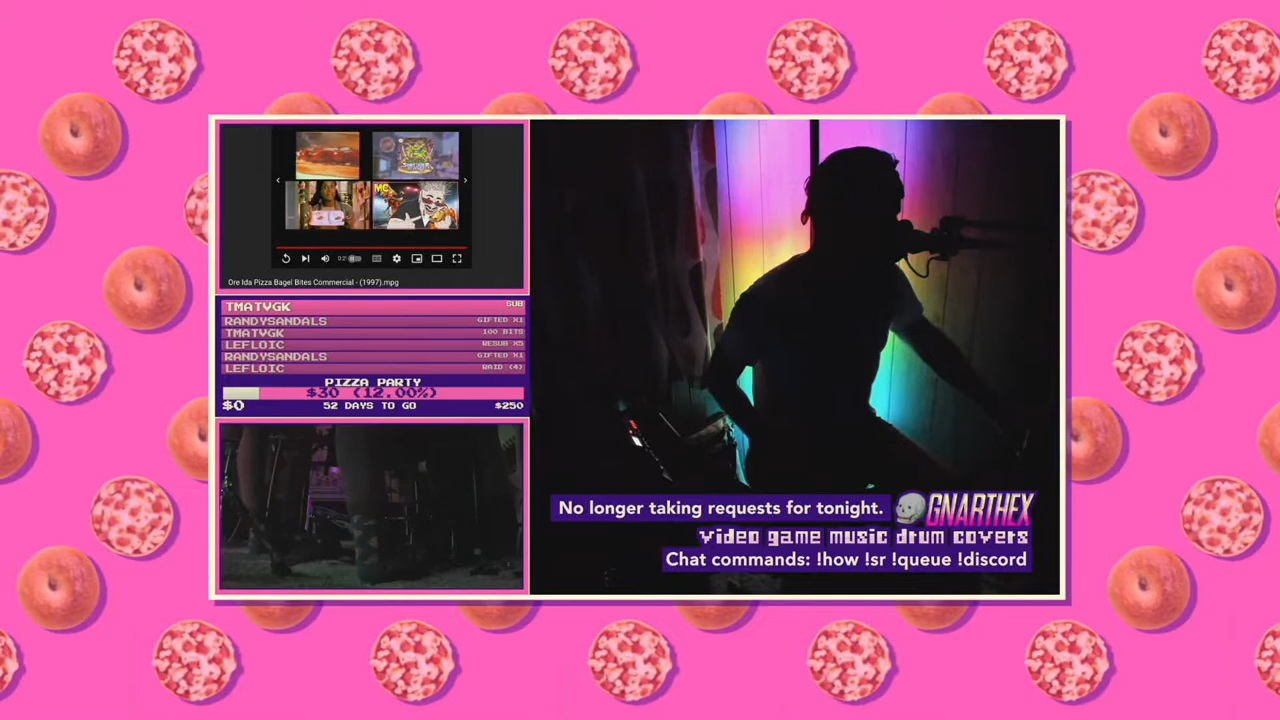 Ore Ida Pizza Bagel Bites Commercial - (1997).mpg
TMATYGK SUB
RANDYSANDALS GIFTED X1
TMATYGK 100 BITS
LEFLOIC RESUB X5
RANDYSANDALS GIFTED X1
LEFLOIC RAID (4)
PIZZA PARTY
$30 (12.00%)
$0 52 DAYS TO GO $250
No longer taking requests for tonight.
GNARTHEX
video game music drum covers
Chat commands: !how !sr !queue !discord